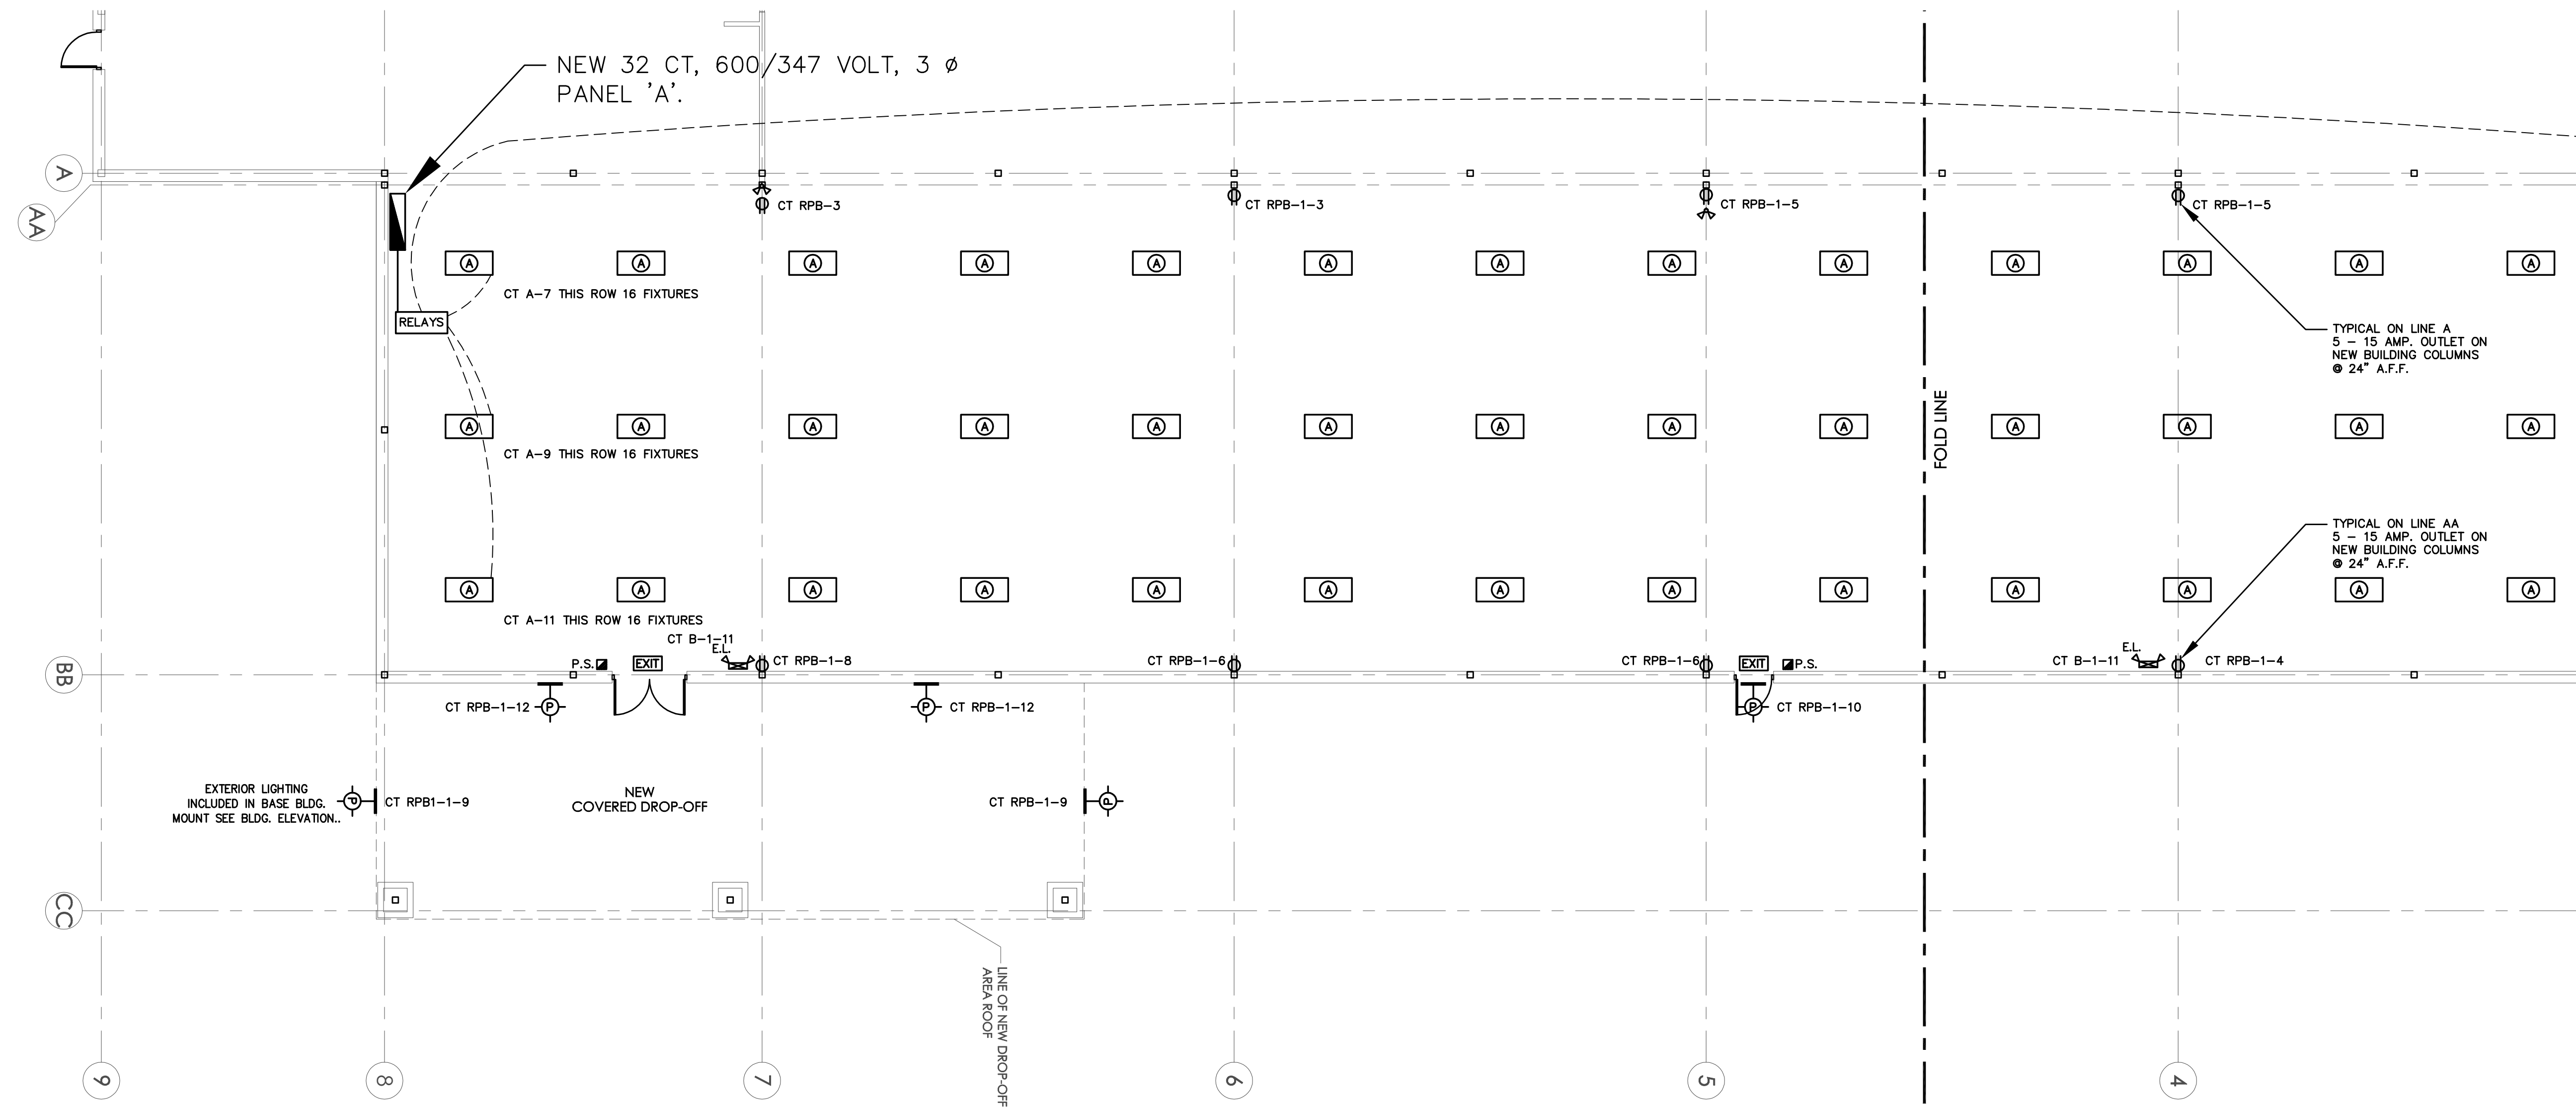 NEW 32 CT, 600/347 VOLT, 3 ø
PANEL 'A'.
A
AA
CT RPB-3
CT RPB-1-3
CT RPB-1-5
CT RPB-1-5
A A A A A A A A A A A A A
CT A-7 THIS ROW 16 FIXTURES
RELAYS
TYPICAL ON LINE A
5 - 15 AMP. OUTLET ON
NEW BUILDING COLUMNS
@ 24" A.F.F.
FOLD LINE
A A A A A A A A A A A A A
CT A-9 THIS ROW 16 FIXTURES
TYPICAL ON LINE AA
5 - 15 AMP. OUTLET ON
NEW BUILDING COLUMNS
@ 24" A.F.F.
A A A A A A A A A A A A A
CT A-11 THIS ROW 16 FIXTURES
CT B-1-11
E.L.
E.L.
BB
P.S.
EXIT
CT RPB-1-8
CT RPB-1-6
CT RPB-1-6
EXIT
P.S.
CT B-1-11
CT RPB-1-4
CT RPB-1-12
P
P
CT RPB-1-12
P
CT RPB-1-10
EXTERIOR LIGHTING
INCLUDED IN BASE BLDG.
MOUNT SEE BLDG. ELEVATION..
P
CT RPB1-1-9
NEW
COVERED DROP-OFF
CT RPB-1-9
P
CC
LINE OF NEW DROP-OFF
AREA ROOF
9
8
7
6
5
4